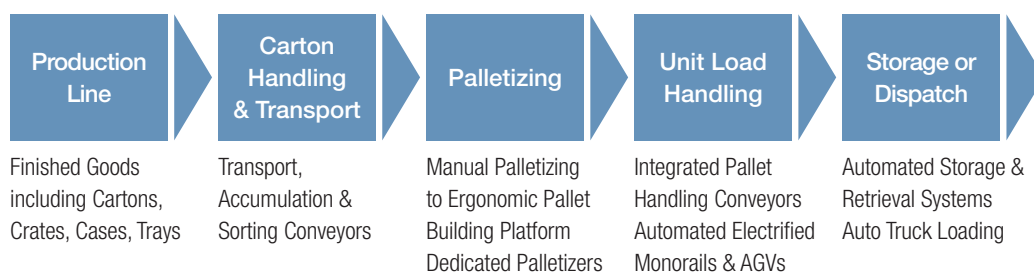 Production
Line
Carton
Handling
& Transport
Palletizing
Unit Load
Handling
Storage or
Dispatch
Finished Goods
including Cartons,
Crates, Cases, Trays
Transport,
Accumulation &
Sorting Conveyors
Manual Palletizing
to Ergonomic Pallet
Building Platform
Dedicated Palletizers
Integrated Pallet
Handling Conveyors
Automated Electrified
Monorails & AGVs
Automated Storage &
Retrieval Systems
Auto Truck Loading